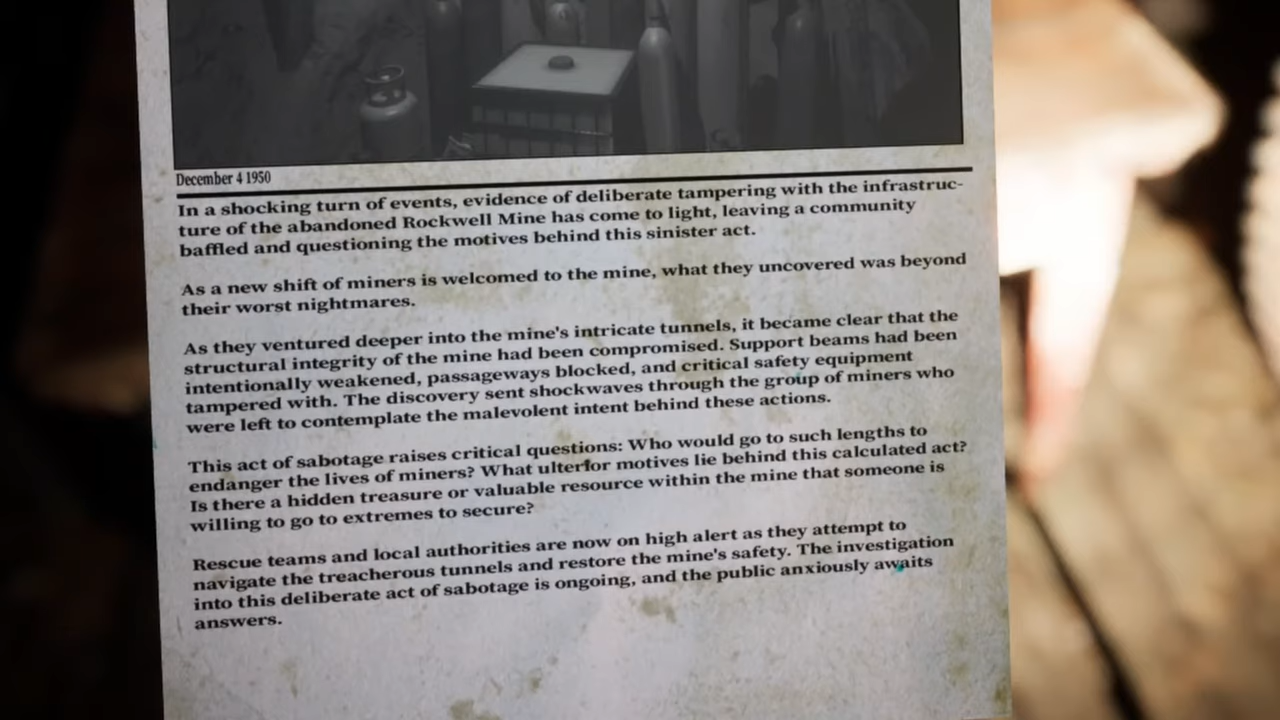 December 4 1950
In a shocking turn of events, evidence of deliberate tampering with the infrastruc-
ture of the abandoned Rockwell Mine has come to light, leaving a community
baffled and questioning the motives behind this sinister act.
As a new shift of miners is welcomed to the mine, what they uncovered was beyond
their worst nightmares.
As they ventured deeper into the mine's intricate tunnels, it became clear that the
structural integrity of the mine had been compromised. Support beams had been
intentionally weakened, passageways blocked, and critical safety equipment
tampered with. The discovery sent shockwaves through the group of miners who
were left to contemplate the malevolent intent behind these actions.
This act of sabotage raises critical questions: Who would go to such lengths to
endanger the lives of miners? What ulterior motives lie behind this calculated act?
Is there a hidden treasure or valuable resource within the mine that someone is
willing to go to extremes to secure?
Rescue teams and local authorities are now on high alert as they attempt to
navigate the treacherous tunnels and restore the mine's safety. The investigation
into this deliberate act of sabotage is ongoing, and the public anxiously awaits
answers.